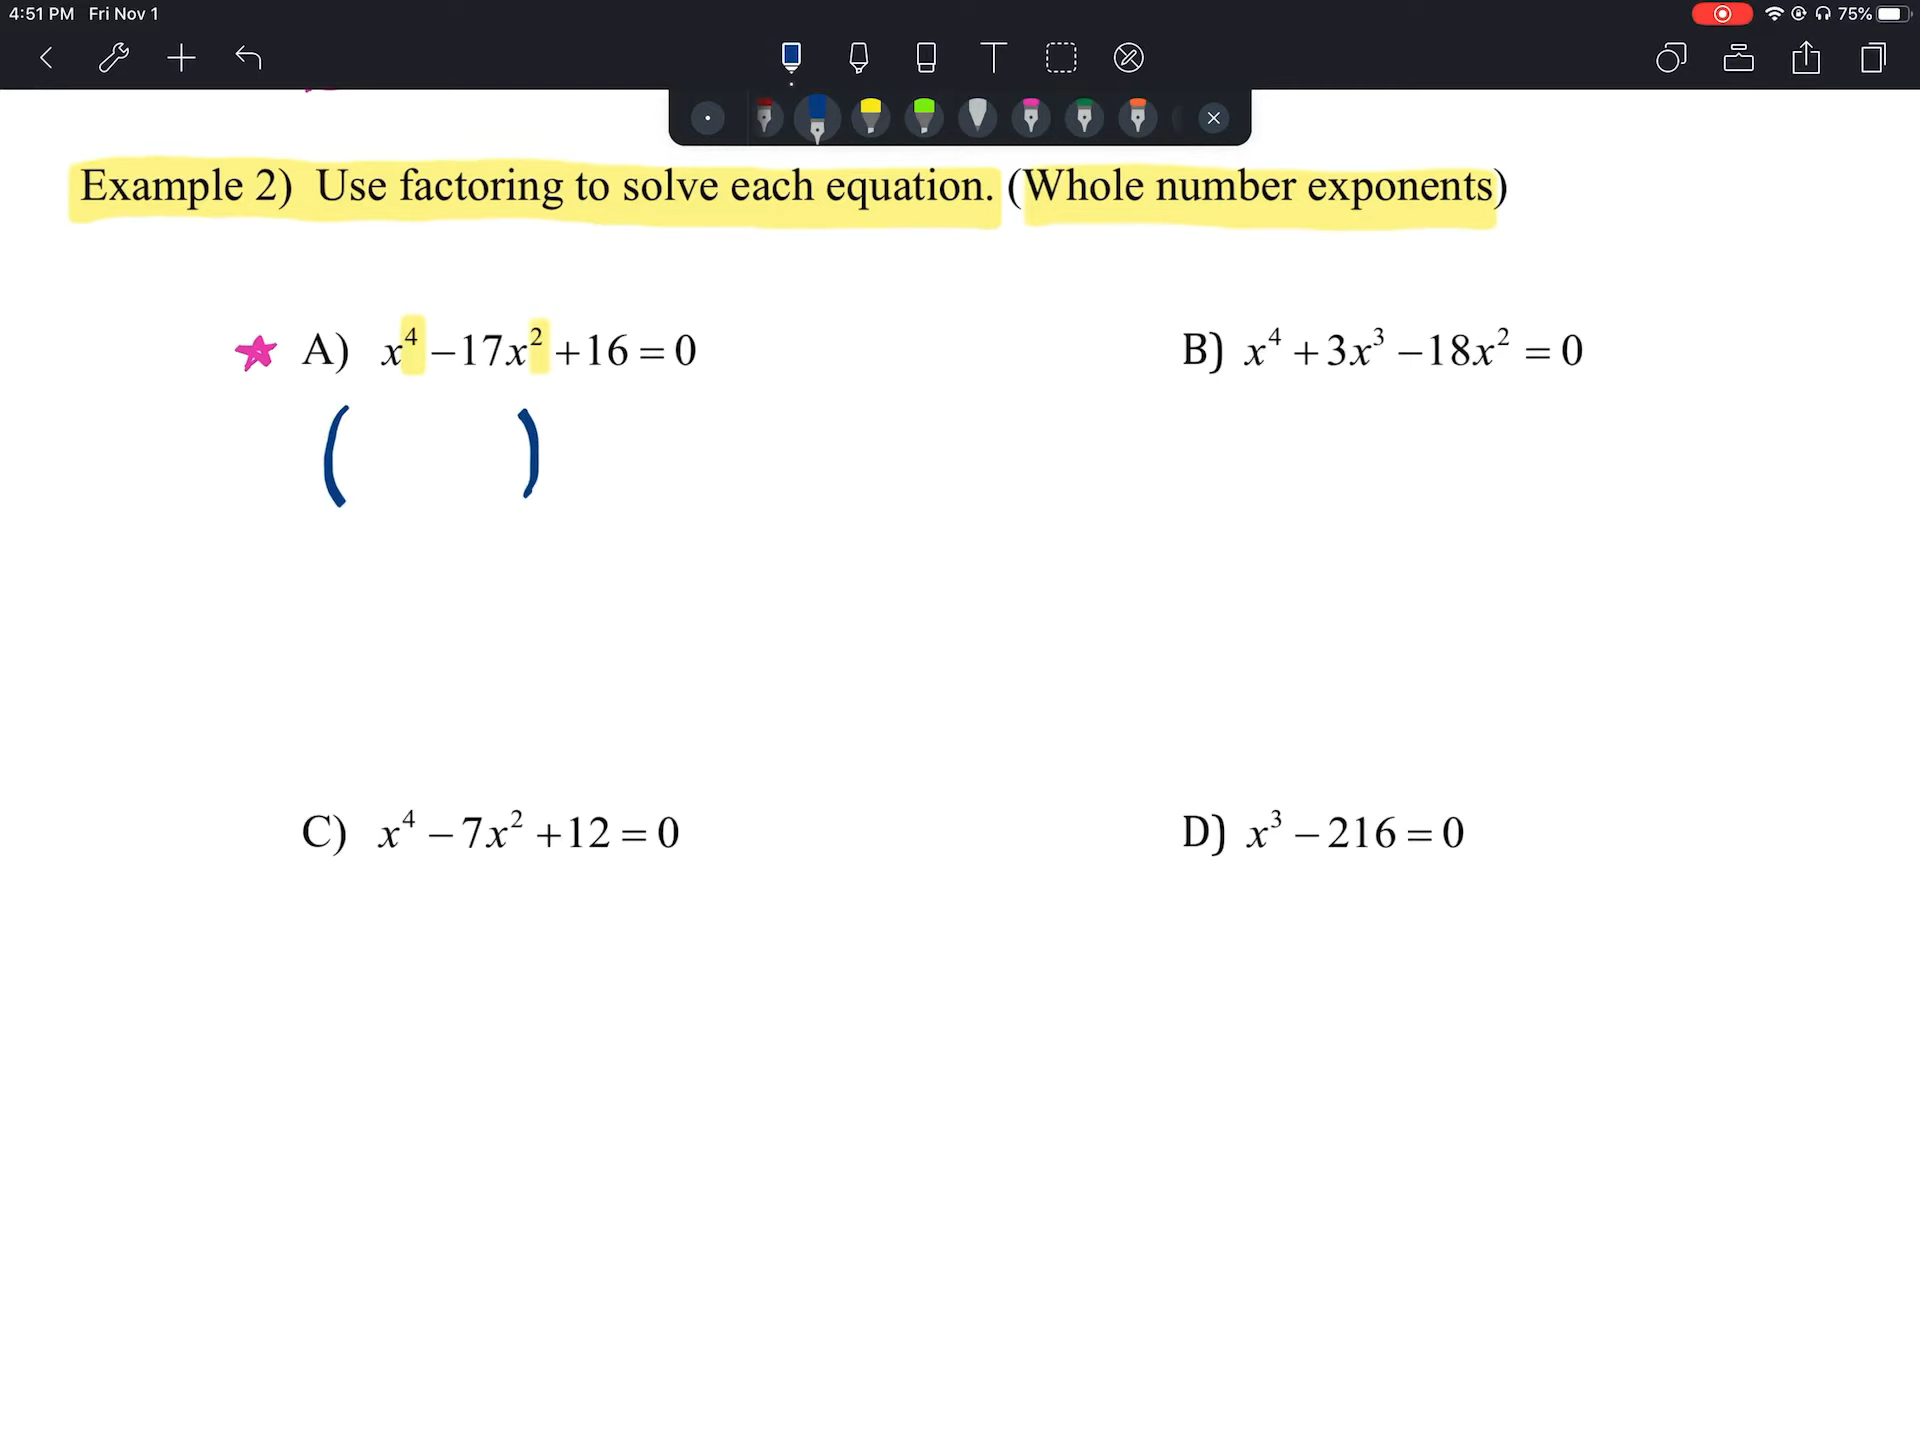 4:51 PM Fri Nov 1
75%
Example 2) Use factoring to solve each equation. (Whole number exponents)
A) x⁴ −17x² +16 = 0
B) x⁴ +3x³ −18x² = 0
( )
C) x⁴ −7x² +12 = 0
D) x³ −216 = 0